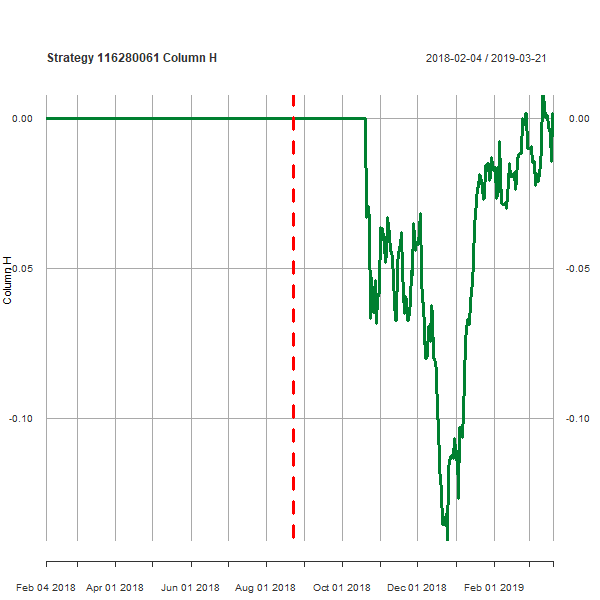 Strategy 116280061 Column H
2018-02-04 / 2019-03-21
0.00
0.00
-0.05
-0.05
Column H
-0.10
-0.10
Feb 04 2018
Apr 01 2018
Jun 01 2018
Aug 01 2018
Oct 01 2018
Dec 01 2018
Feb 01 2019